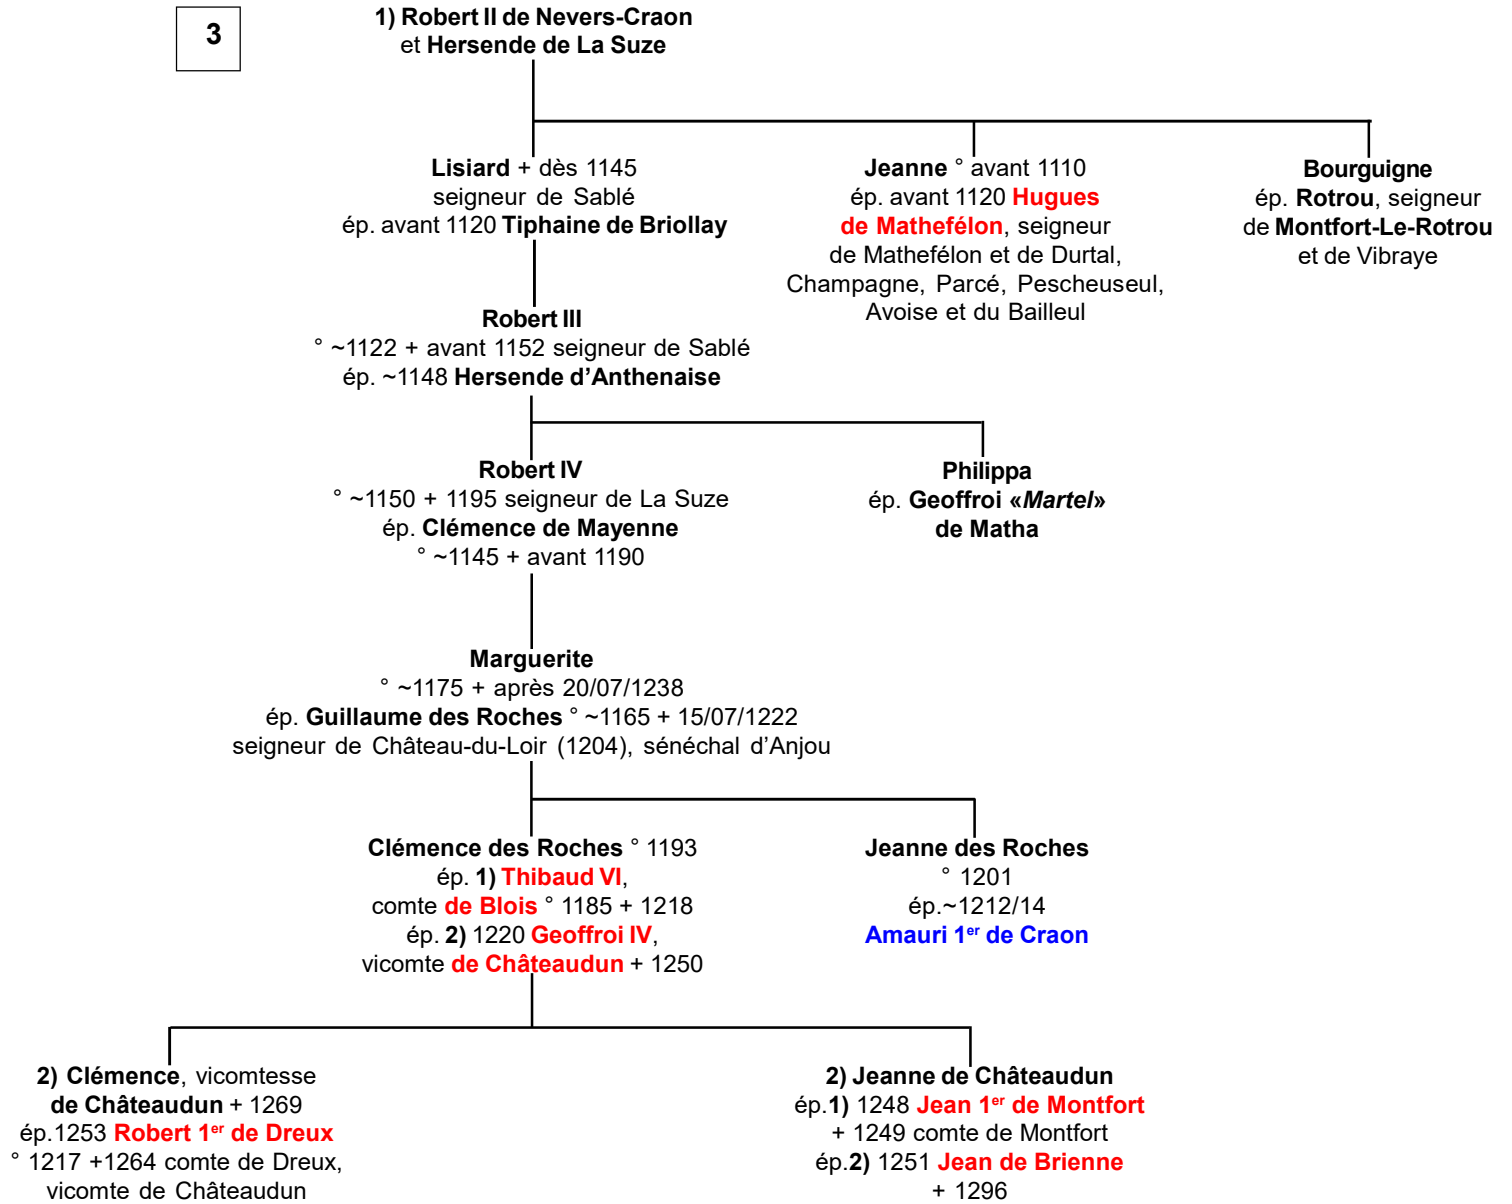 3
1) Robert II de Nevers-Craon
et Hersende de La Suze
Lisiard + dès 1145
seigneur de Sablé
ép. avant 1120 Tiphaine de Briollay
Jeanne ° avant 1110
ép. avant 1120 Hugues
de Mathefélon, seigneur
de Mathefélon et de Durtal,
Champagne, Parcé, Pescheuseul,
Avoise et du Bailleul
Bourguigne
ép. Rotrou, seigneur
de Montfort-Le-Rotrou
et de Vibraye
Robert III
° ~1122 + avant 1152 seigneur de Sablé
ép. ~1148 Hersende d’Anthenaise
Robert IV
° ~1150 + 1195 seigneur de La Suze
ép. Clémence de Mayenne
° ~1145 + avant 1190
Philippa
ép. Geoffroi «Martel»
de Matha
Marguerite
° ~1175 + après 20/07/1238
ép. Guillaume des Roches ° ~1165 + 15/07/1222
seigneur de Château-du-Loir (1204), sénéchal d’Anjou
Clémence des Roches ° 1193
ép. 1) Thibaud VI,
comte de Blois ° 1185 + 1218
ép. 2) 1220 Geoffroi IV,
vicomte de Châteaudun + 1250
Jeanne des Roches
° 1201
ép.~1212/14
Amauri 1er de Craon
2) Clémence, vicomtesse
de Châteaudun + 1269
ép.1253 Robert 1er de Dreux
° 1217 +1264 comte de Dreux,
vicomte de Châteaudun
2) Jeanne de Châteaudun
ép.1) 1248 Jean 1er de Montfort
+ 1249 comte de Montfort
ép.2) 1251 Jean de Brienne
+ 1296